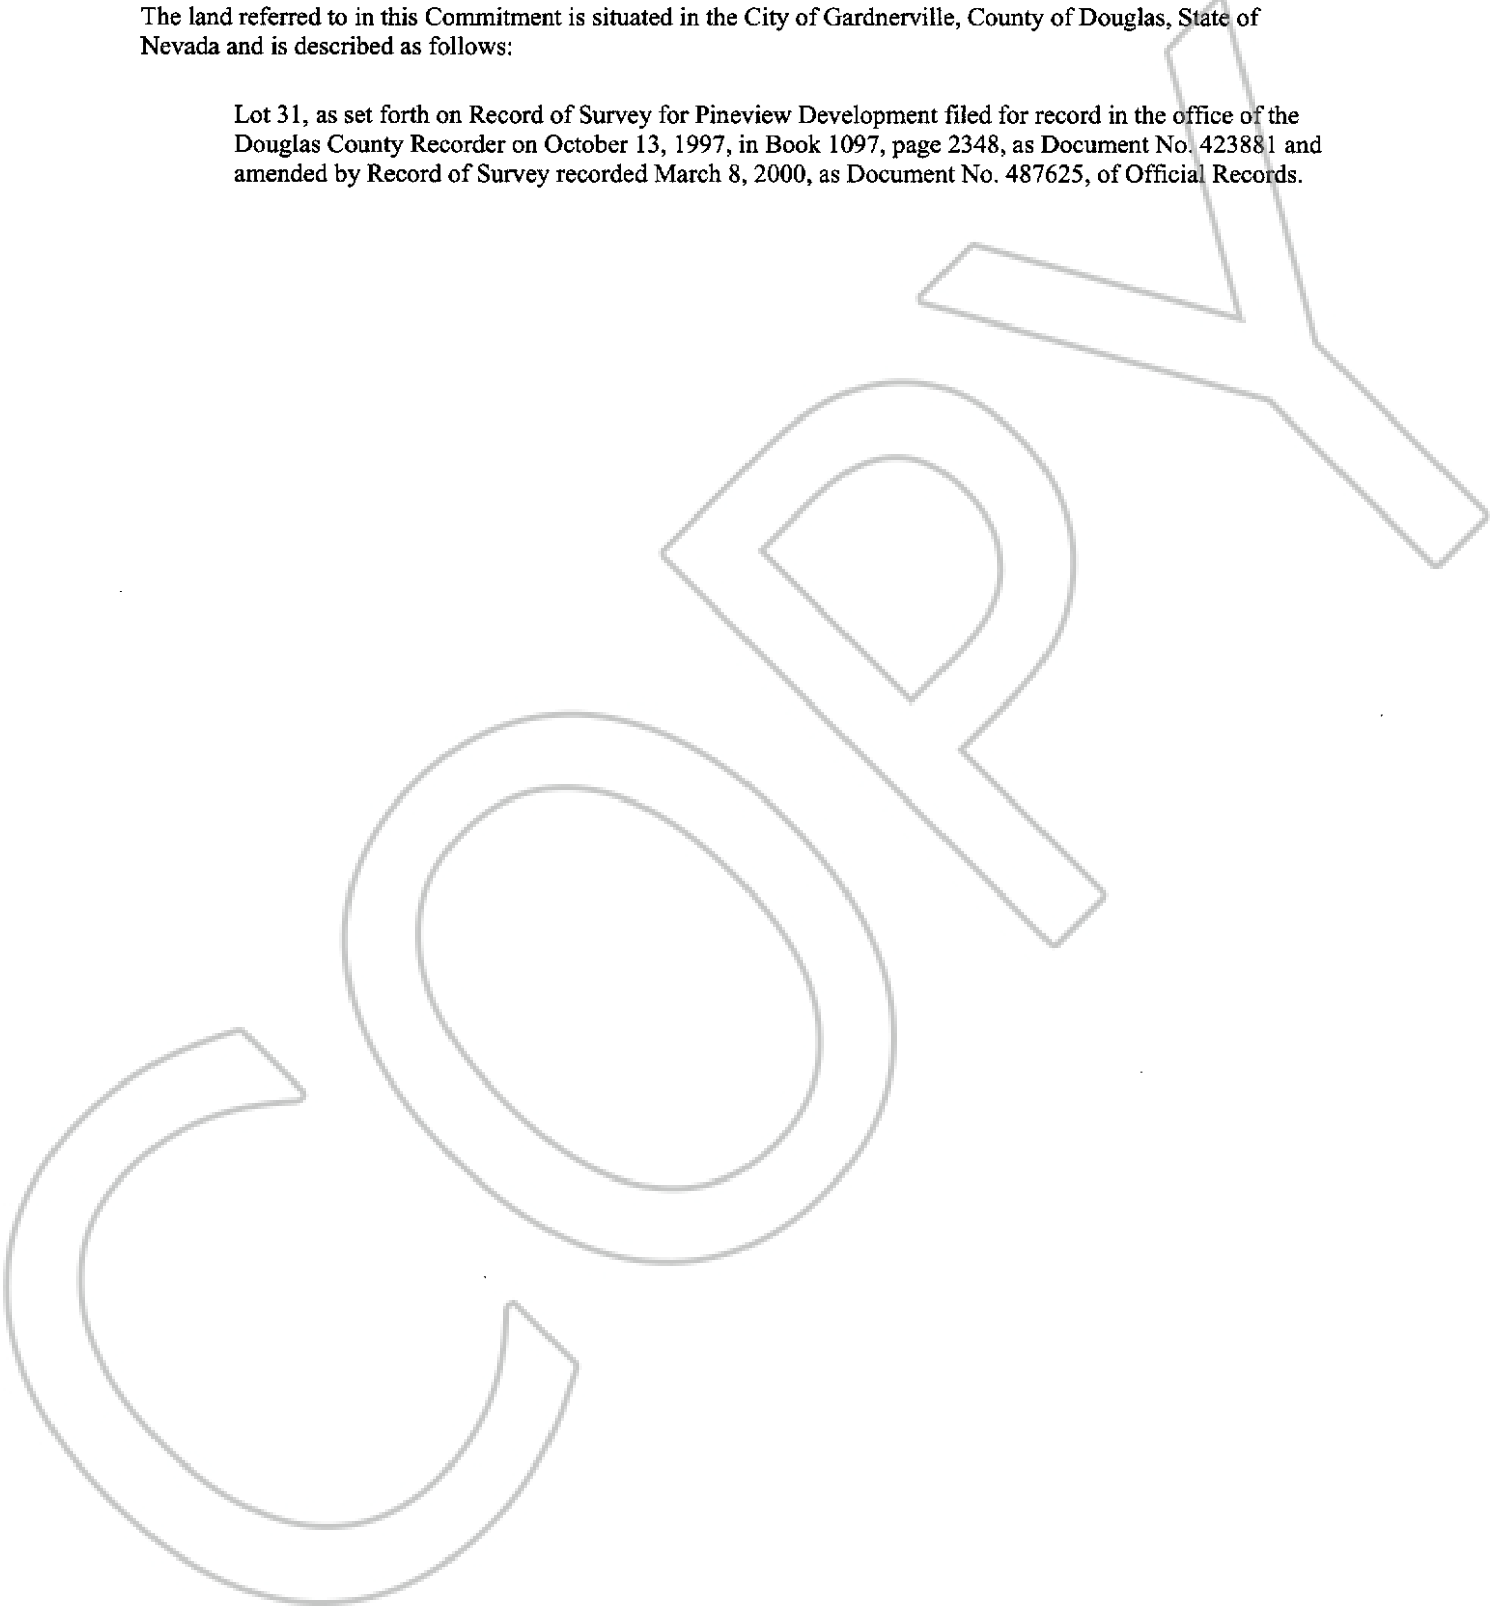 The land referred to in this Commitment is situated in the City of Gardnerville, County of Douglas, State of
Nevada and is described as follows:
Lot 31, as set forth on Record of Survey for Pineview Development filed for record in the office of the
Douglas County Recorder on October 13, 1997, in Book 1097, page 2348, as Document No. 423881 and
amended by Record of Survey recorded March 8, 2000, as Document No. 487625, of Official Records.
COPY